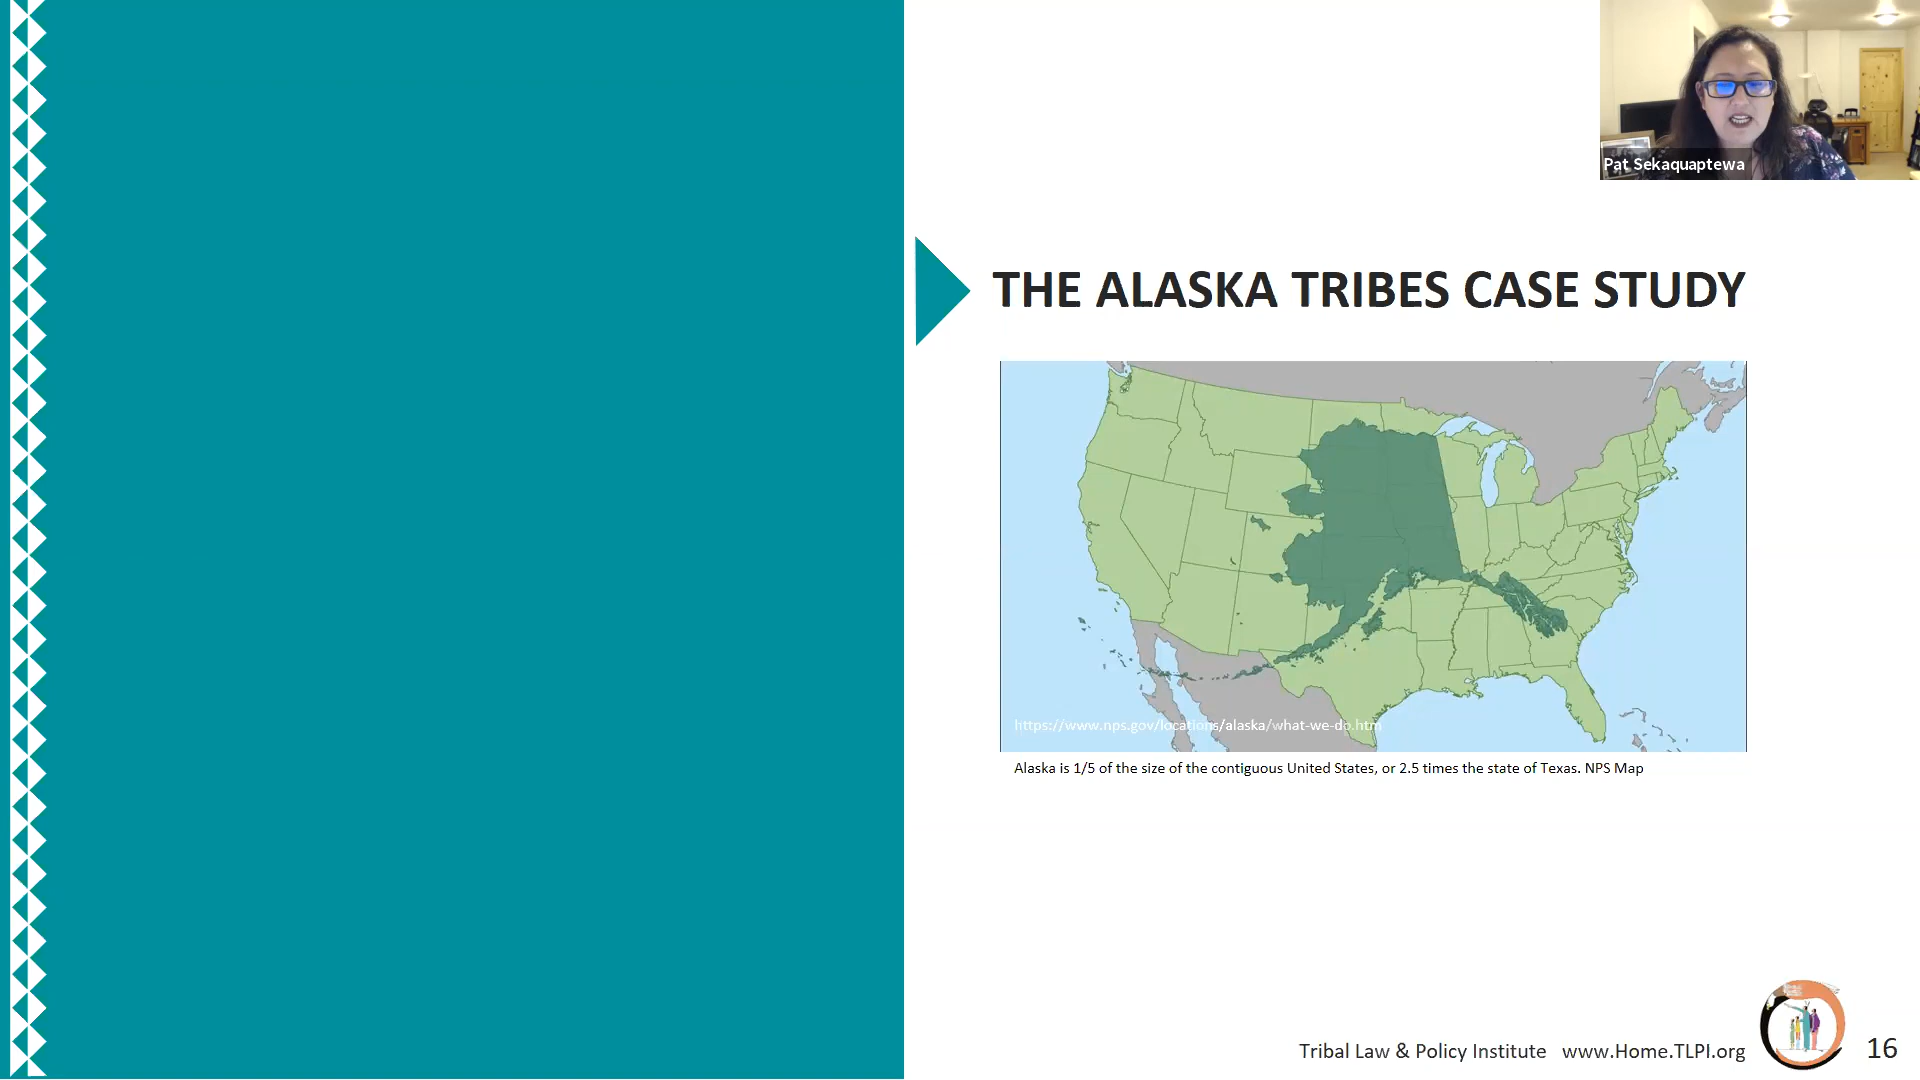 Pat Sekaquaptewa
THE ALASKA TRIBES CASE STUDY
https://www.nps.gov/locations/alaska/what-we-do.htm
Alaska is 1/5 of the size of the contiguous United States, or 2.5 times the state of Texas. NPS Map
Tribal Law & Policy Institute www.Home.TLPI.org
16